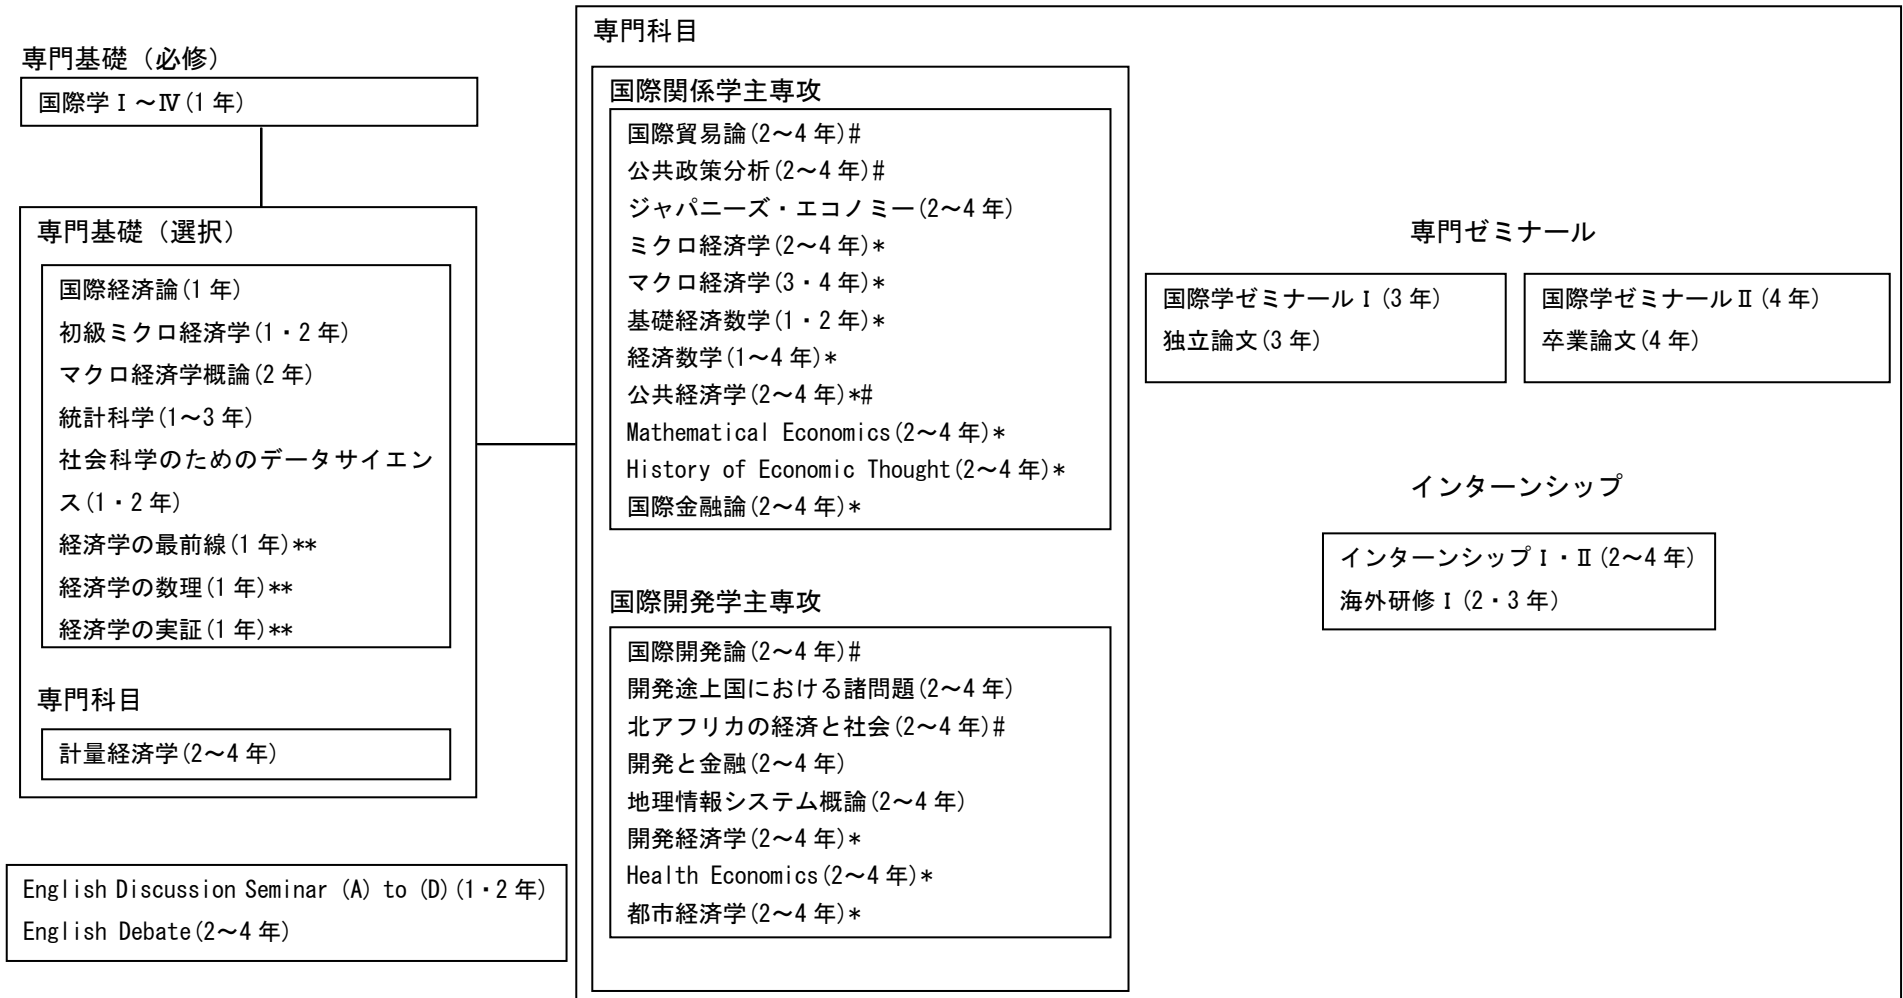 専門基礎（必修）
国際学Ⅰ～Ⅳ(1年)
専門基礎（選択）
国際経済論(1年)
初級ミクロ経済学(1・2年)
マクロ経済学概論(2年)
統計科学(1～3年)
社会科学のためのデータサイエン
ス(1・2年)
経済学の最前線(1年)**
経済学の数理(1年)**
経済学の実証(1年)**
専門科目
計量経済学(2～4年)
English Discussion Seminar (A) to (D)(1・2年)
English Debate(2～4年)
専門科目
国際関係学主専攻
国際貿易論(2～4年)#
公共政策分析(2～4年)#
ジャパニーズ・エコノミー(2～4年)
ミクロ経済学(2～4年)*
マクロ経済学(3・4年)*
基礎経済数学(1・2年)*
経済数学(1～4年)*
公共経済学(2～4年)*#
Mathematical Economics(2～4年)*
History of Economic Thought(2～4年)*
国際金融論(2～4年)*
国際開発学主専攻
国際開発論(2～4年)#
開発途上国における諸問題(2～4年)
北アフリカの経済と社会(2～4年)#
開発と金融(2～4年)
地理情報システム概論(2～4年)
開発経済学(2～4年)*
Health Economics(2～4年)*
都市経済学(2～4年)*
専門ゼミナール
国際学ゼミナールⅠ(3年)
独立論文(3年)
国際学ゼミナールⅡ(4年)
卒業論文(4年)
インターンシップ
インターンシップⅠ・Ⅱ(2～4年)
海外研修Ⅰ(2・3年)